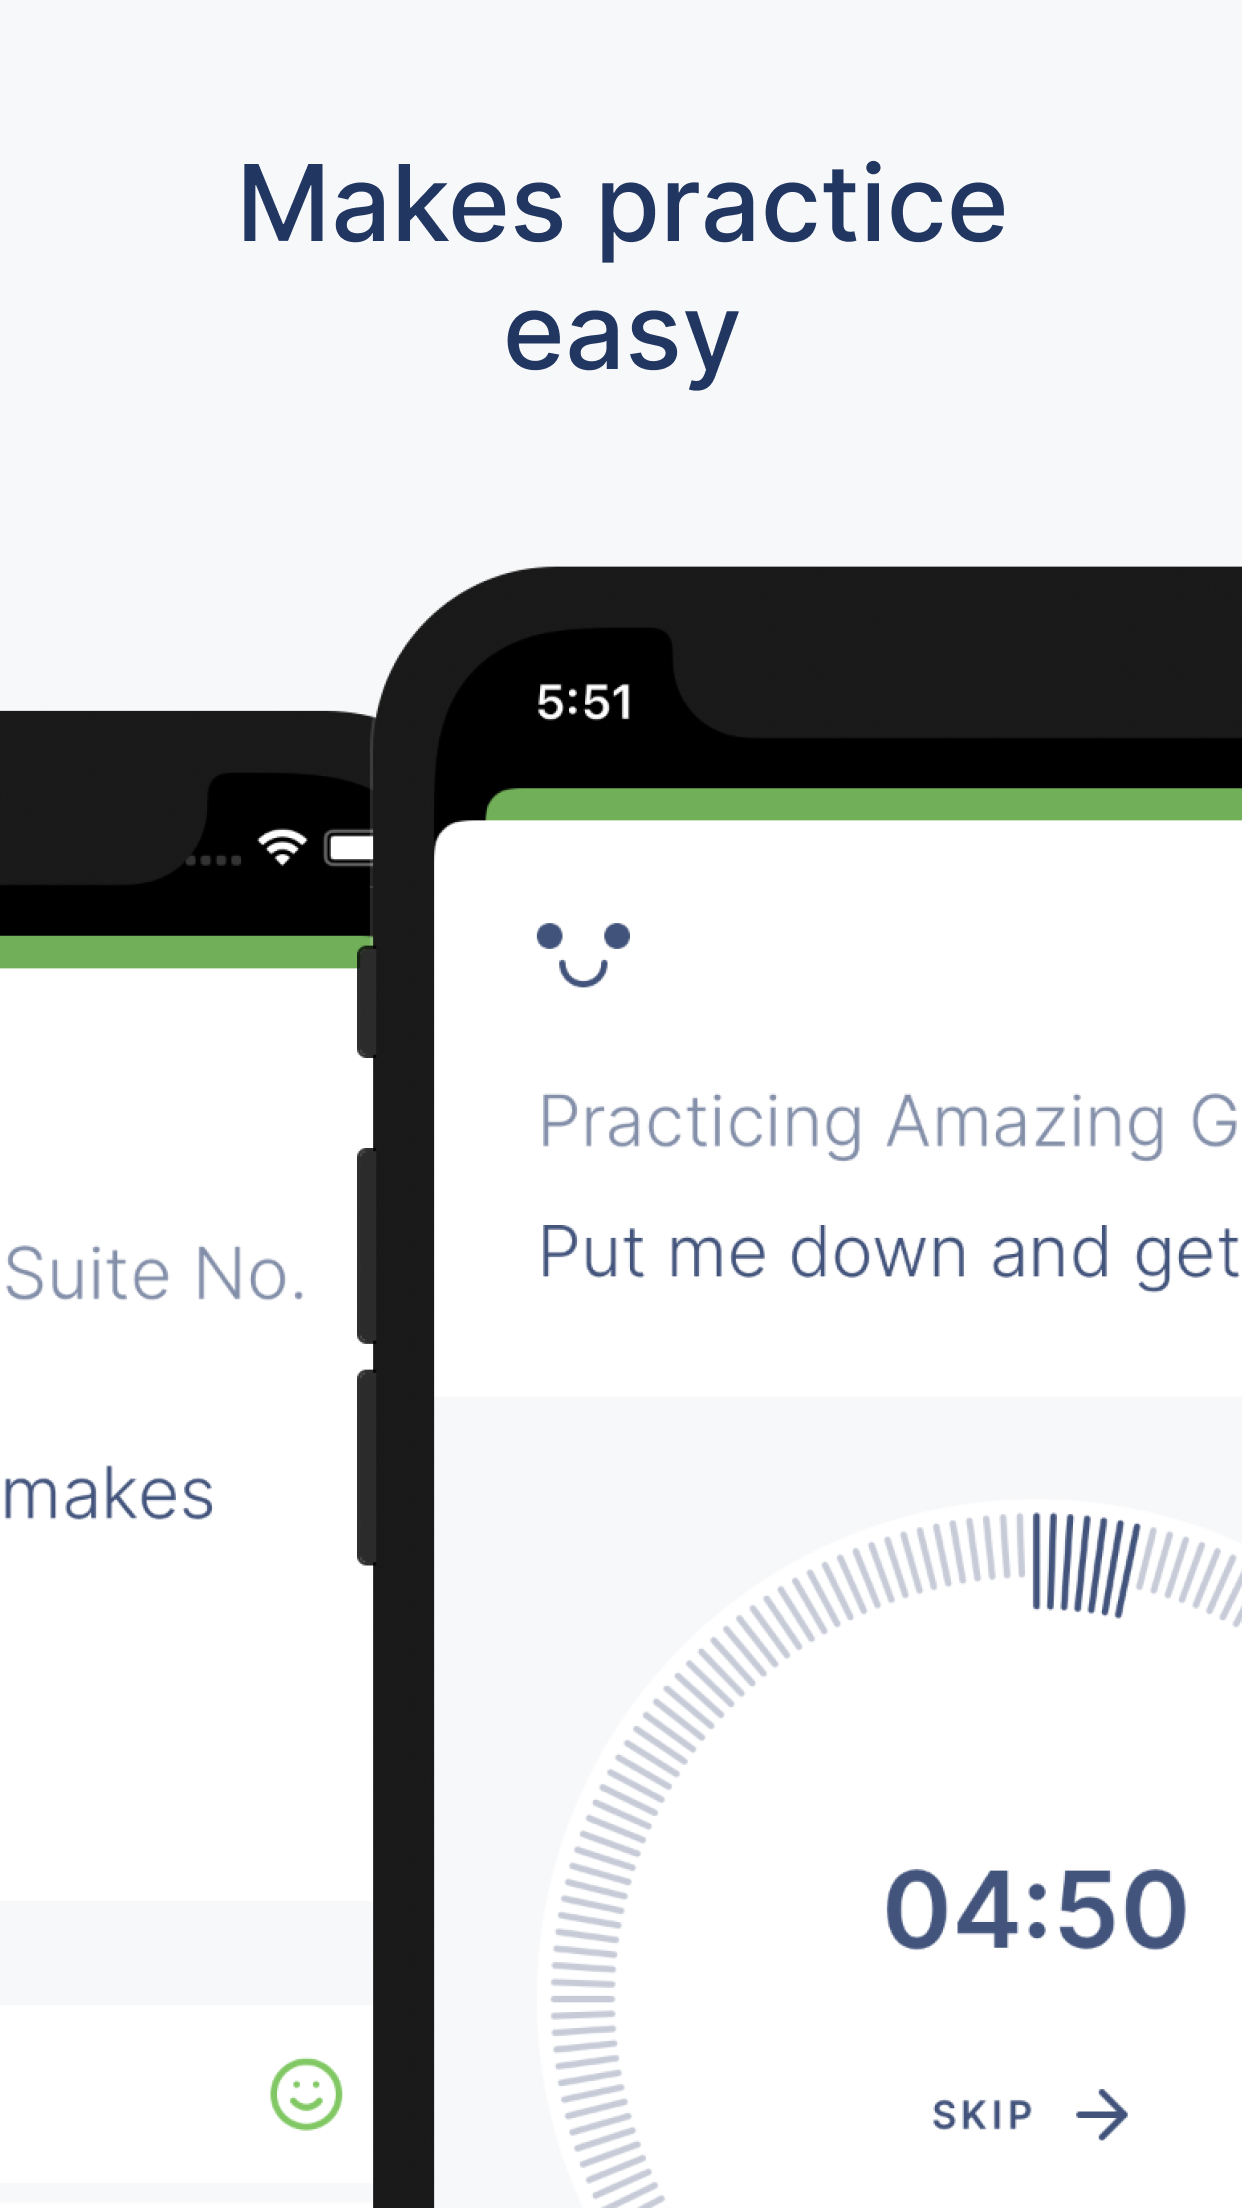 Makes practice
easy
5:51
Practicing Amazing G
Put me down and get
Suite No.
makes
04:50
SKIP